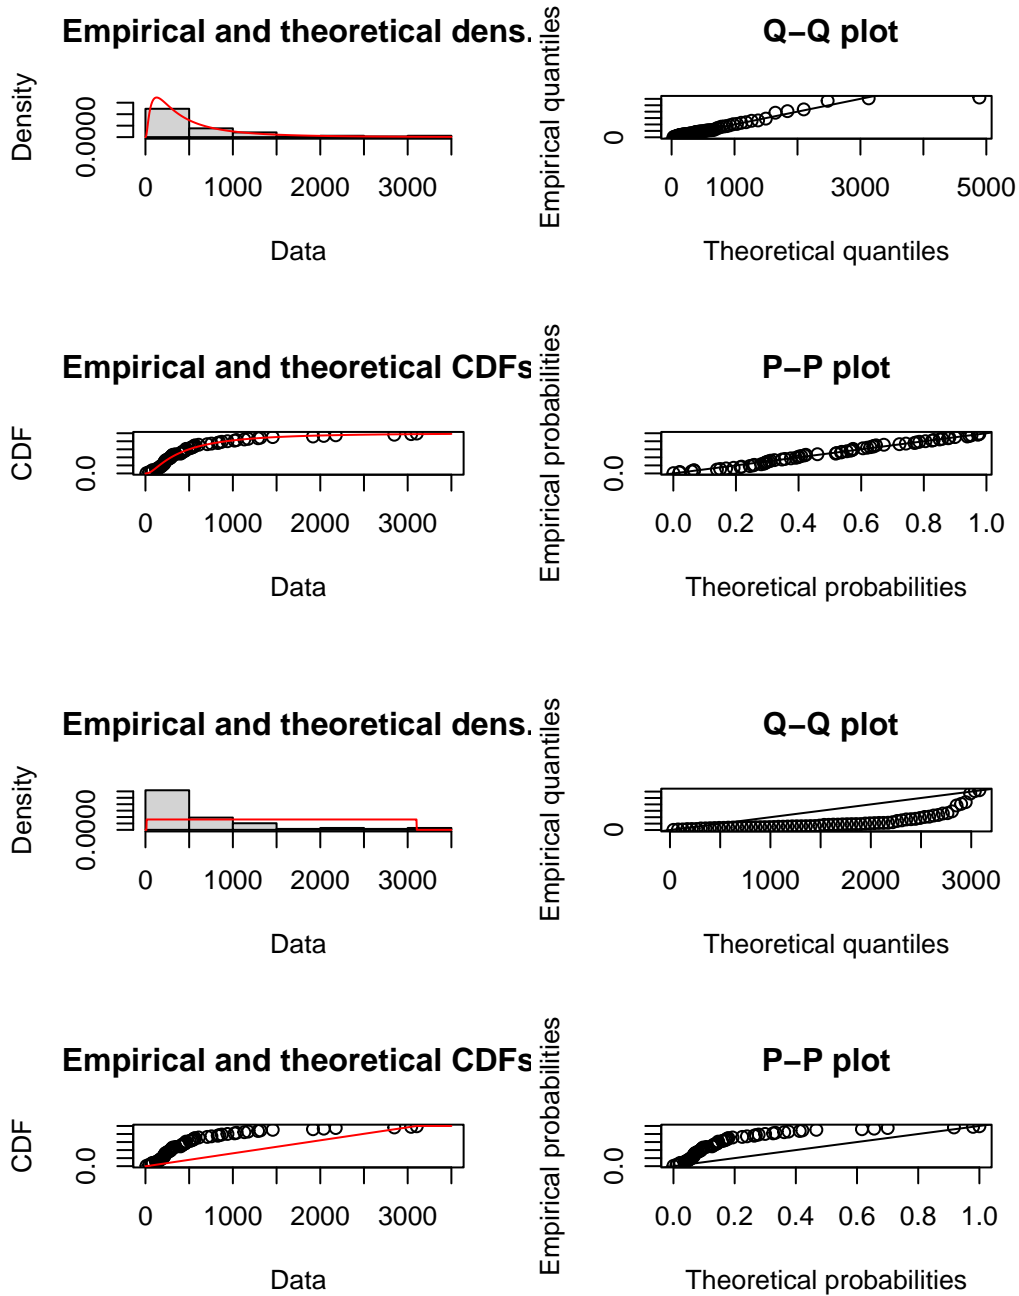 Empirical and theoretical dens.
Density
0.0000
0 1000 2000 3000
Data
Q−Q plot
Empirical quantiles
0
0 1000 3000 5000
Theoretical quantiles
Empirical and theoretical CDFs
CDF
0.0
0 1000 2000 3000
Data
P−P plot
Empirical probabilities
0.0
0.0 0.2 0.4 0.6 0.8 1.0
Theoretical probabilities
Empirical and theoretical dens.
Density
0.00000
0 1000 2000 3000
Data
Q−Q plot
Empirical quantiles
0
0 1000 2000 3000
Theoretical quantiles
Empirical and theoretical CDFs
CDF
0.0
0 1000 2000 3000
Data
P−P plot
Empirical probabilities
0.0
0.0 0.2 0.4 0.6 0.8 1.0
Theoretical probabilities